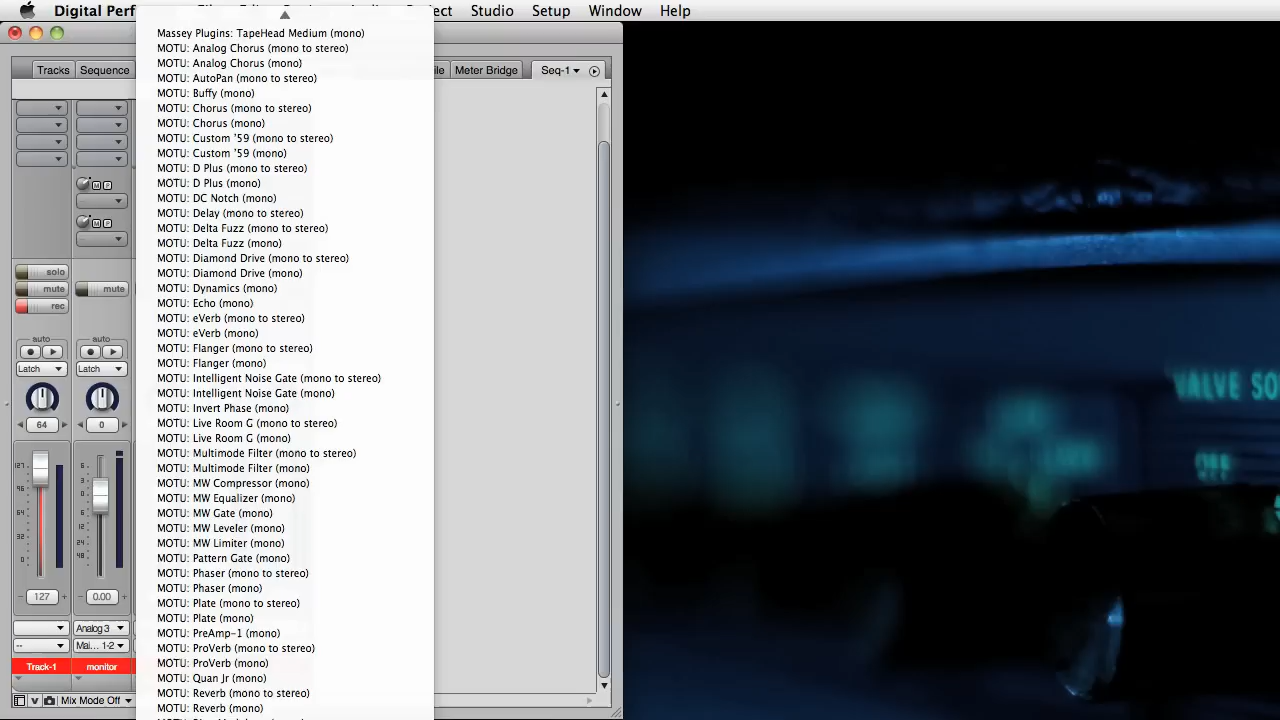 Digital Perf
Studio
Setup
Window
Help
Massey Plugins: TapeHead Medium (mono)
MOTU: Analog Chorus (mono to stereo)
MOTU: Analog Chorus (mono)
MOTU: AutoPan (mono to stereo)
MOTU: Buffy (mono)
MOTU: Chorus (mono to stereo)
MOTU: Chorus (mono)
MOTU: Custom '59 (mono to stereo)
MOTU: Custom '59 (mono)
MOTU: D Plus (mono to stereo)
MOTU: D Plus (mono)
MOTU: DC Notch (mono)
MOTU: Delay (mono to stereo)
MOTU: Delta Fuzz (mono to stereo)
MOTU: Delta Fuzz (mono)
MOTU: Diamond Drive (mono to stereo)
MOTU: Diamond Drive (mono)
MOTU: Dynamics (mono)
MOTU: Echo (mono)
MOTU: eVerb (mono to stereo)
MOTU: eVerb (mono)
MOTU: Flanger (mono to stereo)
MOTU: Flanger (mono)
MOTU: Intelligent Noise Gate (mono to stereo)
MOTU: Intelligent Noise Gate (mono)
MOTU: Invert Phase (mono)
MOTU: Live Room G (mono to stereo)
MOTU: Live Room G (mono)
MOTU: Multimode Filter (mono to stereo)
MOTU: Multimode Filter (mono)
MOTU: MW Compressor (mono)
MOTU: MW Equalizer (mono)
MOTU: MW Gate (mono)
MOTU: MW Leveler (mono)
MOTU: MW Limiter (mono)
MOTU: Pattern Gate (mono)
MOTU: Phaser (mono to stereo)
MOTU: Phaser (mono)
MOTU: Plate (mono to stereo)
MOTU: Plate (mono)
MOTU: PreAmp-1 (mono)
MOTU: ProVerb (mono to stereo)
MOTU: ProVerb (mono)
MOTU: Quan Jr (mono)
MOTU: Reverb (mono to stereo)
MOTU: Reverb (mono)
Tracks
Sequence
Meter Bridge
Seq-1
M P
M P
solo
mute
mute
rec
auto
auto
Latch
Latch
64
0
127
96
64
32
0
6
3
0
6
12
24
48
127
0.00
Analog 3
--
Mai... 1-2
Track-1
monitor
V
Mix Mode Off
VALVE SO